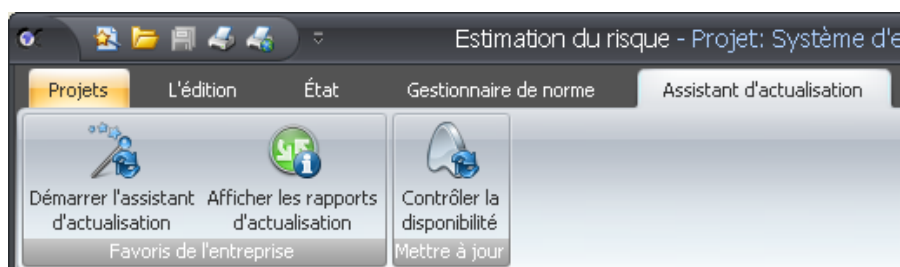 Estimation du risque - Projet: Système d'e
Projets L'édition État Gestionnaire de norme Assistant d'actualisation
Démarrer l'assistant Afficher les rapports Contrôler la
d'actualisation d'actualisation disponibilité
Favoris de l'entreprise Mettre à jour